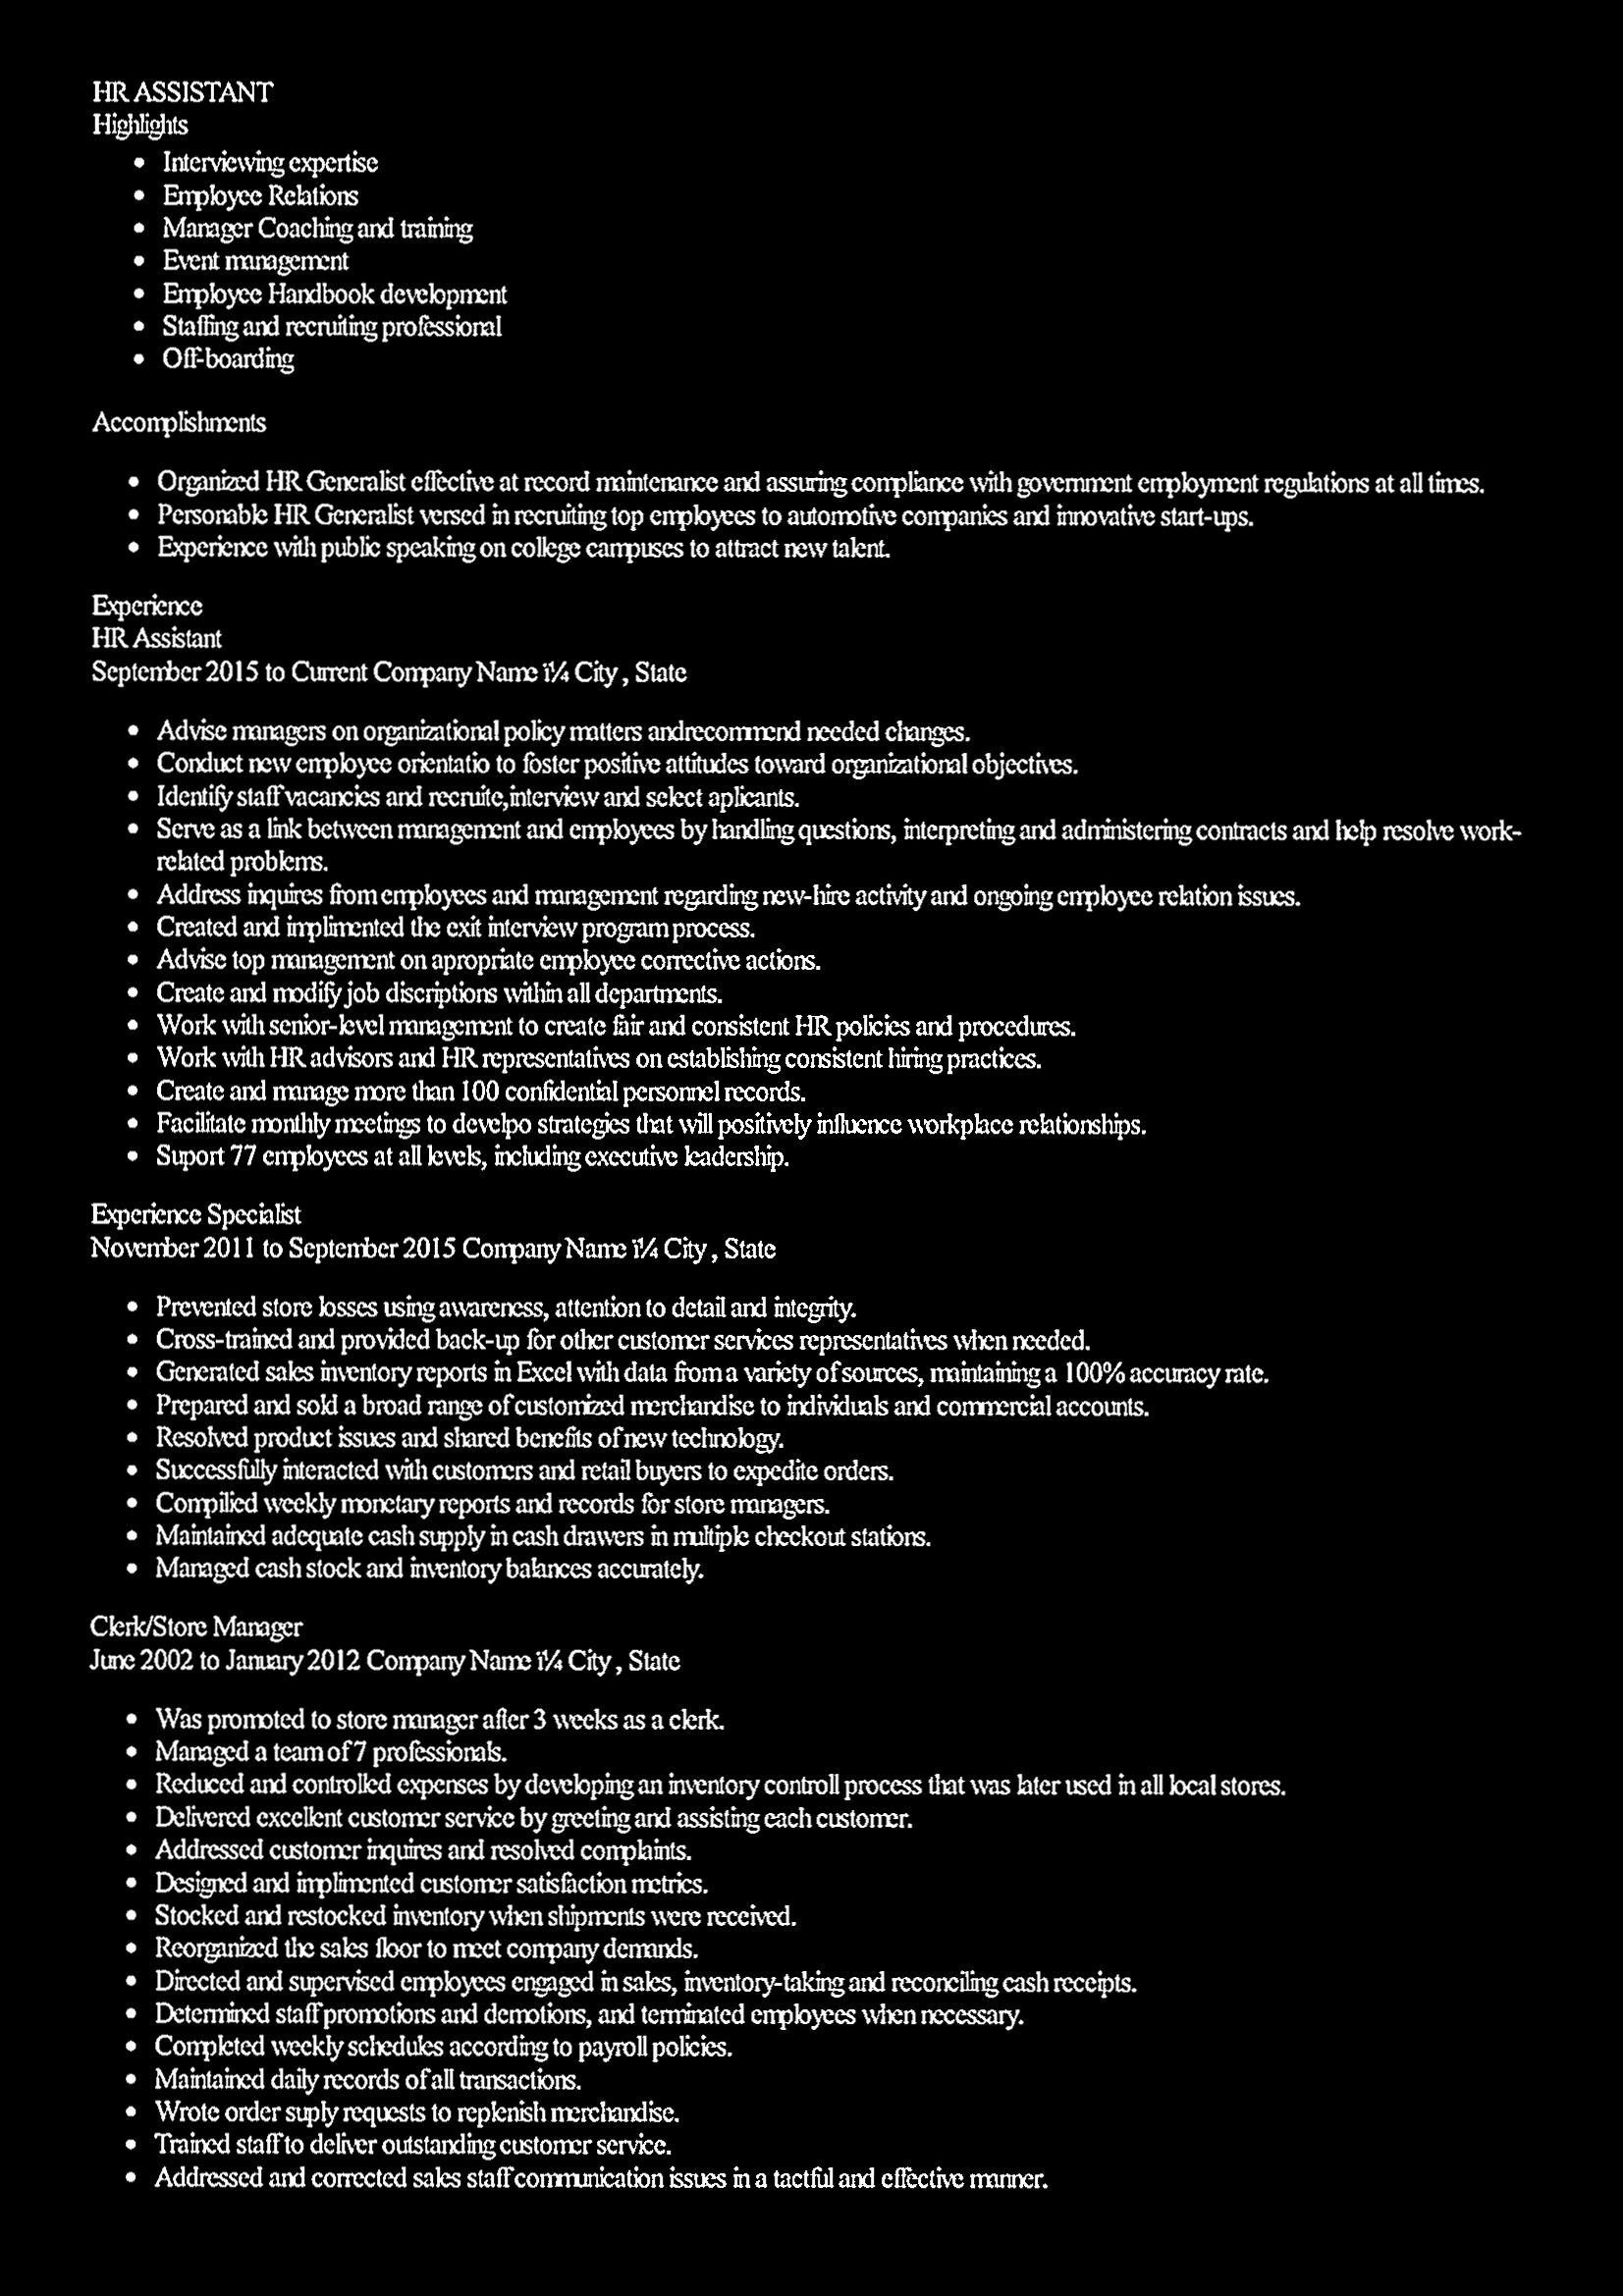 HR ASSISTANT
Highlights
• Interviewing expertise
• Employee Relations
• Manager Coaching and training
• Event management
• Employee Handbook development
• Staffing and recruiting professional
• Off-boarding
Accomplishments
• Organized HR Generalist effective at record maintenance and assuring compliance with government employment regulations at all times.
• Personable HR Generalist versed in recruiting top employees to automotive companies and innovative start-ups.
• Experience with public speaking on college campuses to attract new talent.
Experience
HR Assistant
September 2015 to Current Company Name ï¼ City , State
• Advise managers on organizational policy matters andrecommend needed changes.
• Conduct new employee orientatio to foster positive attitudes toward organizational objectives.
• Identify staff vacancies and recruite,interview and select aplicants.
• Serve as a link between management and employees by handling questions, interpreting and administering contracts and help resolve work-
related problems.
• Address inquires from employees and management regarding new-hire activity and ongoing employee relation issues.
• Created and implimented the exit interview program process.
• Advise top management on apropriate employee corrective actions.
• Create and modify job discriptions within all departments.
• Work with senior-level management to create fair and consistent HR policies and procedures.
• Work with HR advisors and HR representatives on establishing consistent hiring practices.
• Create and manage more than 100 confidential personnel records.
• Facilitate monthly meetings to develpo strategies that will positively influence workplace relationships.
• Suport 77 employees at all levels, including executive leadership.
Experience Specialist
November 2011 to September 2015 Company Name ï¼ City , State
• Prevented store losses using awareness, attention to detail and integrity.
• Cross-trained and provided back-up for other customer services representatives when needed.
• Generated sales inventory reports in Excel with data from a variety of sources, maintaining a 100% accuracy rate.
• Prepared and sold a broad range of customized merchandise to individuals and commercial accounts.
• Resolved product issues and shared benefits of new technology.
• Successfully interacted with customers and retail buyers to expedite orders.
• Compilied weekly monetary reports and records for store managers.
• Maintained adequate cash supply in cash drawers in multiple checkout stations.
• Managed cash stock and inventory balances accurately.
Clerk/Store Manager
June 2002 to January 2012 Company Name ï¼ City , State
• Was promoted to store manager after 3 weeks as a clerk.
• Managed a team of 7 professionals.
• Reduced and controlled expenses by developing an inventory controll process that was later used in all local stores.
• Delivered excellent customer service by greeting and assisting each customer.
• Addressed customer inquires and resolved complaints.
• Designed and implimented customer satisfaction metrics.
• Stocked and restocked inventory when shipments were received.
• Reorganized the sales floor to meet company demands.
• Directed and supervised employees engaged in sales, inventory-taking and reconciling cash receipts.
• Determined staff promotions and demotions, and terminated employees when necessary.
• Completed weekly schedules according to payroll policies.
• Maintained daily records of all transactions.
• Wrote order suply requests to replenish merchandise.
• Trained staff to deliver outstanding customer service.
• Addressed and corrected sales staff communication issues in a tactful and effective manner.